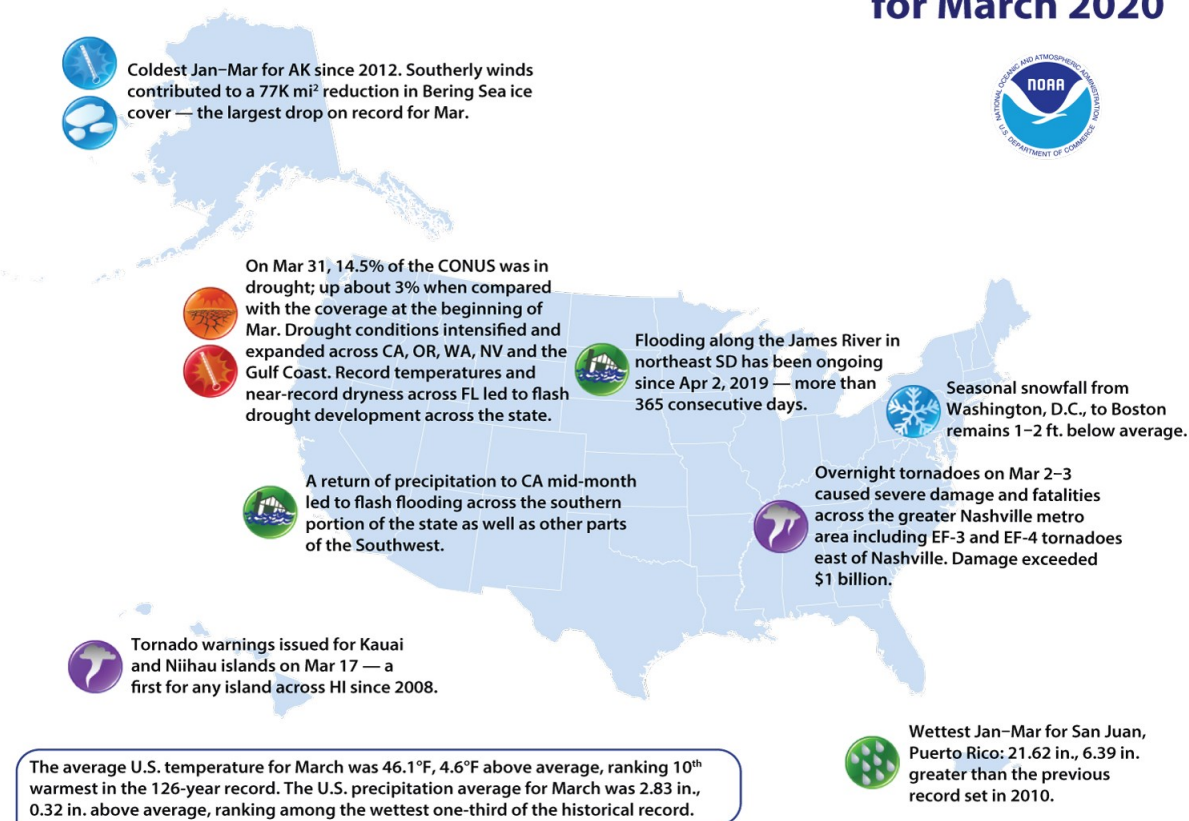 for March 2020
Coldest Jan–Mar for AK since 2012. Southerly winds
contributed to a 77K mi² reduction in Bering Sea ice
cover — the largest drop on record for Mar.
NATIONAL OCEANIC AND ATMOSPHERIC ADMINISTRATION
NOAA
U.S. DEPARTMENT OF COMMERCE
On Mar 31, 14.5% of the CONUS was in
drought; up about 3% when compared
with the coverage at the beginning of
Mar. Drought conditions intensified and
expanded across CA, OR, WA, NV and the
Gulf Coast. Record temperatures and
near-record dryness across FL led to flash
drought development across the state.
Flooding along the James River in
northeast SD has been ongoing
since Apr 2, 2019 — more than
365 consecutive days.
Seasonal snowfall from
Washington, D.C., to Boston
remains 1–2 ft. below average.
A return of precipitation to CA mid-month
led to flash flooding across the southern
portion of the state as well as other parts
of the Southwest.
Overnight tornadoes on Mar 2–3
caused severe damage and fatalities
across the greater Nashville metro
area including EF-3 and EF-4 tornadoes
east of Nashville. Damage exceeded
$1 billion.
Tornado warnings issued for Kauai
and Niihau islands on Mar 17 — a
first for any island across HI since 2008.
Wettest Jan–Mar for San Juan,
Puerto Rico: 21.62 in., 6.39 in.
greater than the previous
record set in 2010.
The average U.S. temperature for March was 46.1°F, 4.6°F above average, ranking 10th
warmest in the 126-year record. The U.S. precipitation average for March was 2.83 in.,
0.32 in. above average, ranking among the wettest one-third of the historical record.